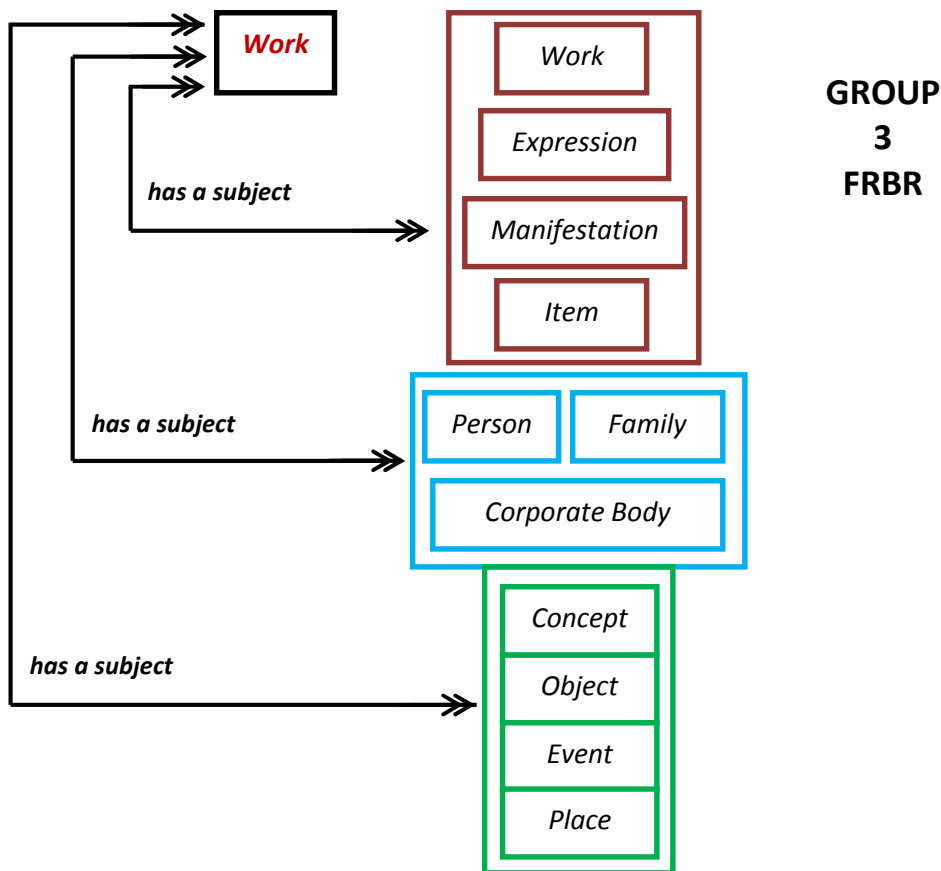 Work
Work
Expression
Manifestation
Item
GROUP
3
FRBR
has a subject
Person
Family
Corporate Body
has a subject
Concept
Object
Event
Place
has a subject